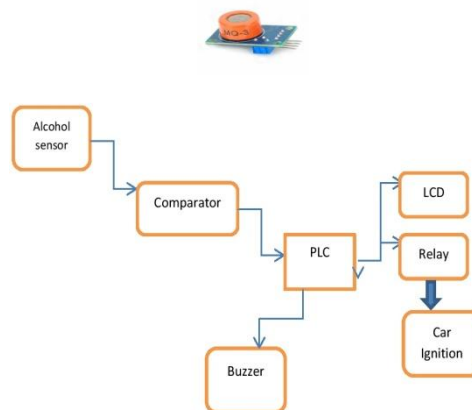 MQ-3
Alcohol
sensor
Comparator
PLC
LCD
Relay
Car
Ignition
Buzzer